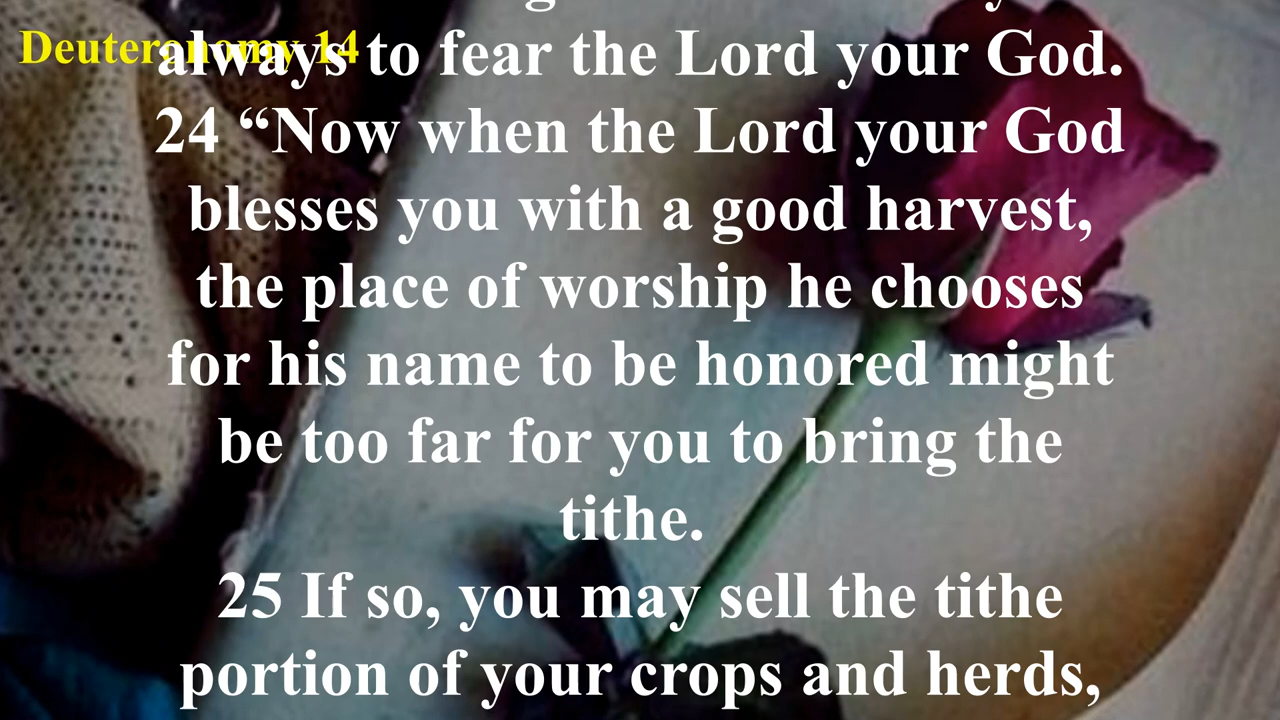 Deuteronomy 14
always to fear the Lord your God.
24 “Now when the Lord your God
blesses you with a good harvest,
the place of worship he chooses
for his name to be honored might
be too far for you to bring the
tithe.
25 If so, you may sell the tithe
portion of your crops and herds,